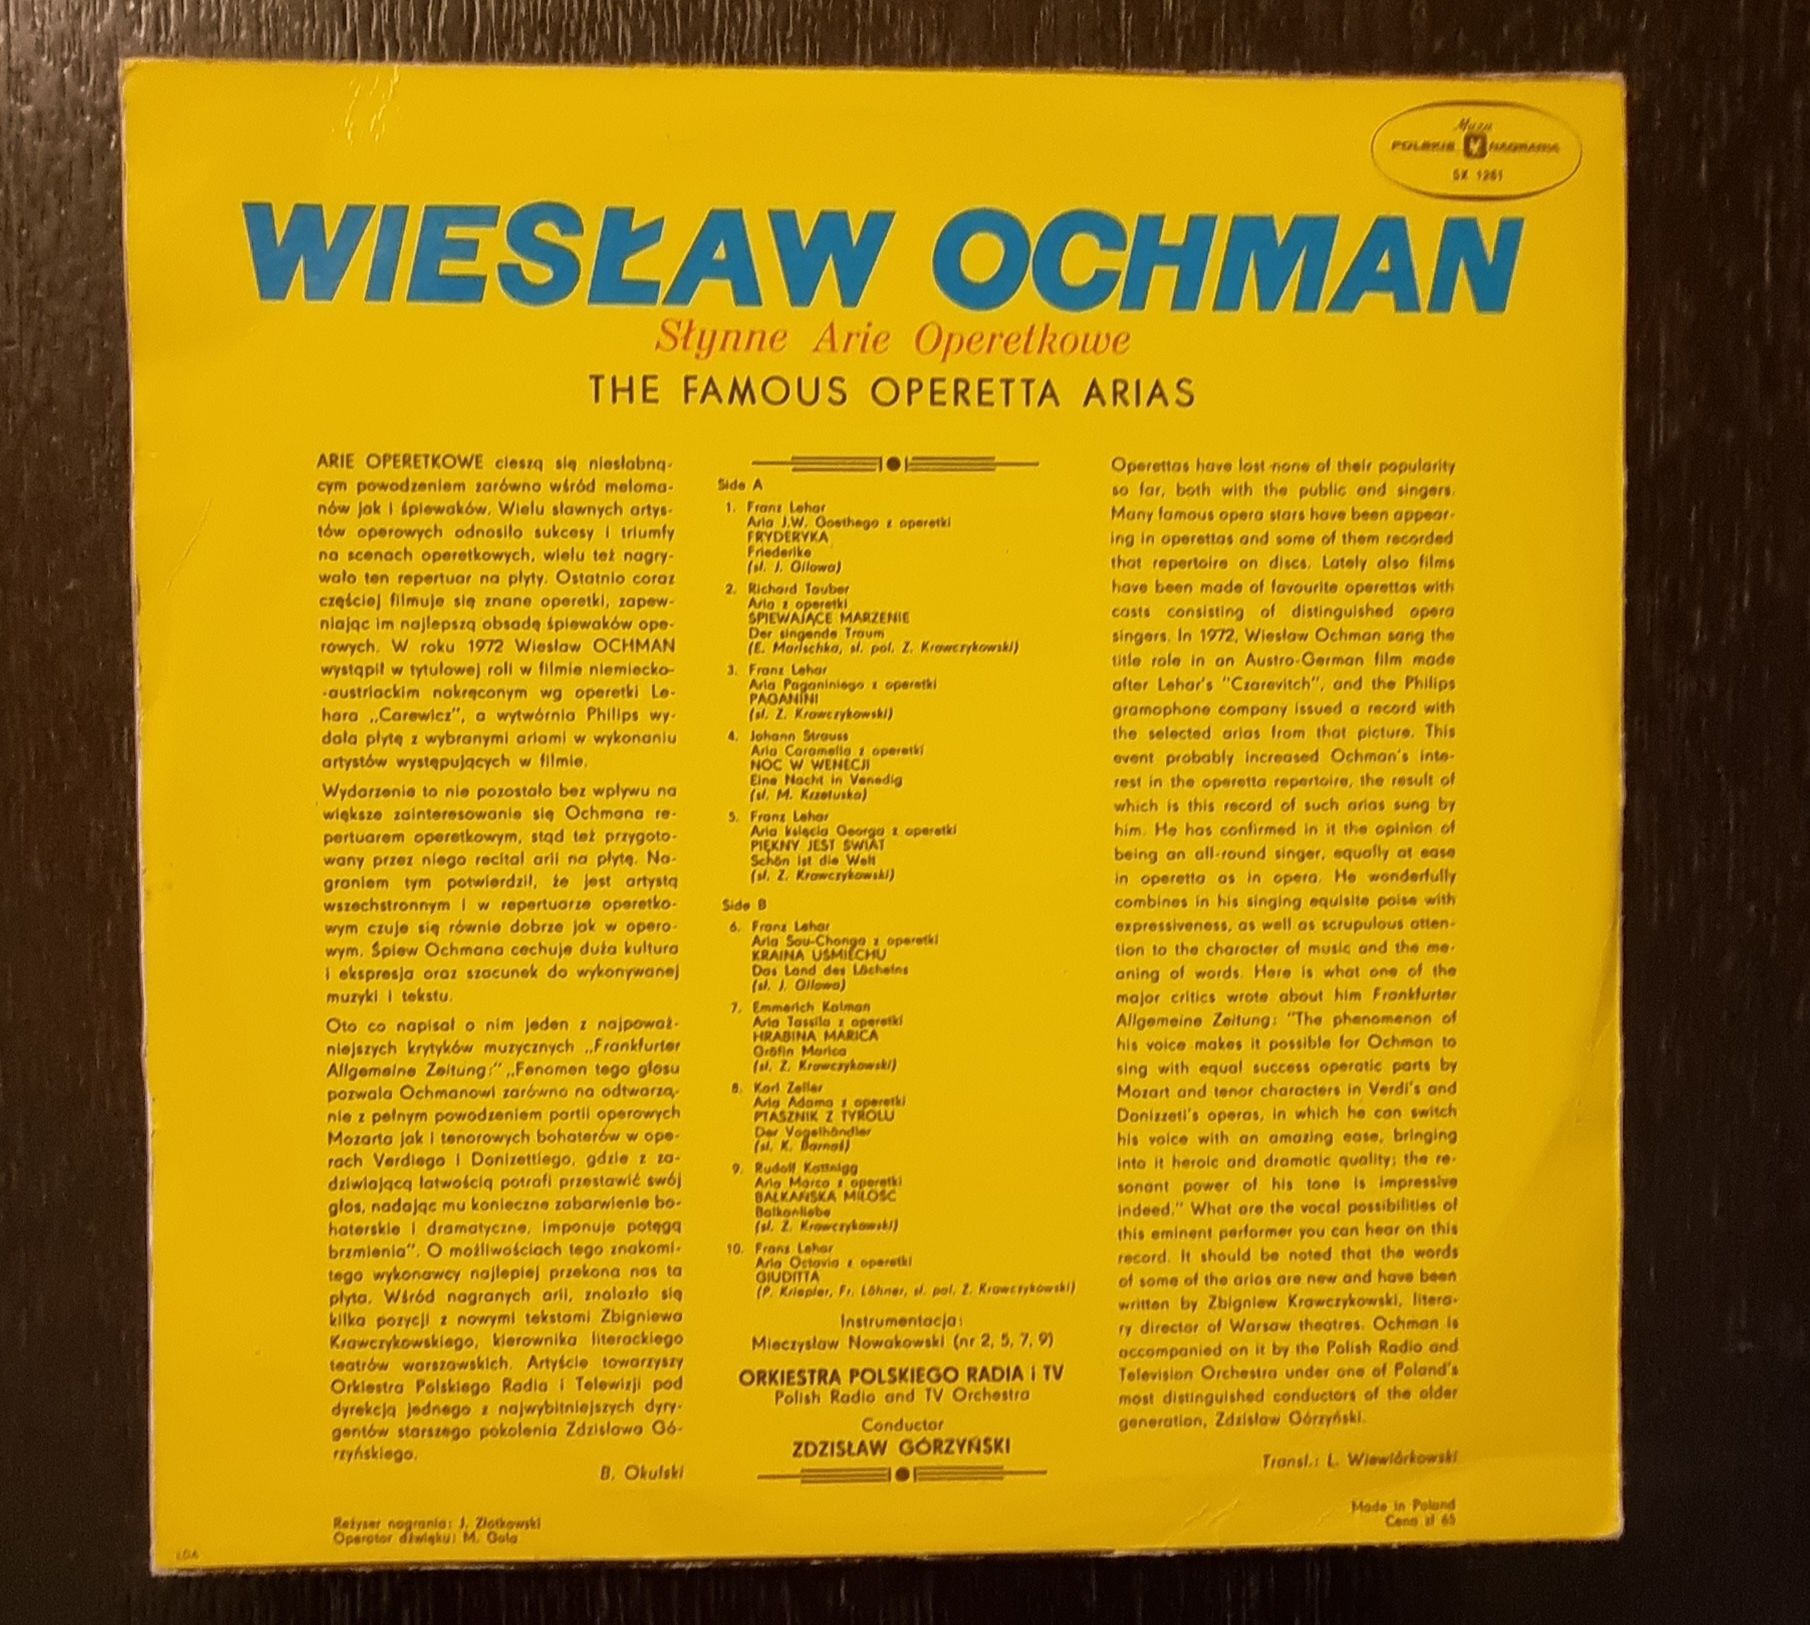 Muza
POLSKIE NAGRANIA
SX 1261
WIESŁAW OCHMAN
Słynne Arie Operetkowe
THE FAMOUS OPERETTA ARIAS
ARIE OPERETKOWE cieszą się niesłabną-
cym powodzeniem zarówno wśród meloma-
nów jak i śpiewaków. Wielu sławnych artys-
tów operowych odnosiło sukcesy i triumfy
na scenach operetkowych, wielu też nagry-
wało ten repertuar na płyty. Ostatnio coraz
częściej filmuje się znane operetki, zapew-
niając im najlepszą obsadę śpiewaków ope-
rowych. W roku 1972 Wiesław OCHMAN
wystąpił w tytułowej roli w filmie niemiecko-
-austriackim nakręconym wg operetki Le-
hara „Carewicz", a wytwórnia Philips wy-
dała płytę z wybranymi ariami w wykonaniu
artystów występujących w filmie.
Wydarzenie to nie pozostało bez wpływu na
większe zainteresowanie się Ochmana re-
pertuarem operetkowym, stąd też przygoto-
wany przez niego recital arii na płytę. Na-
graniem tym potwierdził, że jest artystą
wszechstronnym i w repertuarze operetko-
wym czuje się równie dobrze jak w opero-
wym. Śpiew Ochmana cechuje duża kultura
i ekspresja oraz szacunek do wykonywanej
muzyki i tekstu.
Oto co napisał o nim jeden z najpoważ-
niejszych krytyków muzycznych „Frankfurter
Allgemeine Zeitung:" „Fenomen tego głosu
pozwala Ochmanowi zarówno na odtwarza-
nie z pełnym powodzeniem partii operowych
Mozarta jak i tenorowych bohaterów w ope-
rach Verdiego i Donizettiego, gdzie z za-
dziwiającą łatwością potrafi przestawić swój
głos, nadając mu konieczne zabarwienie bo-
haterskie i dramatyczne, imponuje potęgą
brzmienia". O możliwościach tego znakomi-
tego wykonawcy najlepiej przekona nas ta
płyta. Wśród nagranych arii, znalazło się
kilka pozycji z nowymi tekstami Zbigniewa
Krawczykowskiego, kierownika literackiego
teatrów warszawskich. Artyście towarzyszy
Orkiestra Polskiego Radia i Telewizji pod
dyrekcją jednego z najwybitniejszych dyry-
gentów starszego pokolenia Zdzisława Gó-
rzyńskiego.
B. Okulski
Reżyser nagrania: J. Złotkowski
Operator dźwięku: M. Gola
LDA
Side A
1. Franz Lehar
Aria J.W. Goethego z operetki
FRYDERYKA
Friederike
(sł. J. Gilowa)
2. Richard Tauber
Aria z operetki
ŚPIEWAJĄCE MARZENIE
Der singende Traum
(E. Marischka, sł. pol. Z. Krawczykowski)
3. Franz Lehar
Aria Paganiniego z operetki
PAGANINI
(sł. Z. Krawczykowski)
4. Johann Strauss
Aria Caramella z operetki
NOC W WENECJI
Eine Nacht in Venedig
(sł. M. Krzetuska)
5. Franz Lehar
Aria księcia Georga z operetki
PIĘKNY JEST ŚWIAT
Schön ist die Welt
(sł. Z. Krawczykowski)
Side B
6. Franz Lehar
Aria Sou-Chonga z operetki
KRAINA UŚMIECHU
Das Land des Lächelns
(sł. J. Gilowa)
7. Emmerich Kalman
Aria Tassila z operetki
HRABINA MARICA
Gräfin Marica
(sł. Z. Krawczykowski)
8. Karl Zeller
Aria Adama z operetki
PTASZNIK Z TYROLU
Der Vogelhändler
(sł. K. Barnaś)
9. Rudolf Kattnigg
Aria Marco z operetki
BAŁKAŃSKA MIŁOŚĆ
Balkanliebe
(sł. Z. Krawczykowski)
10. Franz Lehar
Aria Octavia z operetki
GIUDITTA
(P. Knepler, Fr. Löhner, sł. pol. Z. Krawczykowski)
Instrumentacja:
Mieczysław Nowakowski (nr 2, 5, 7, 9)
ORKIESTRA POLSKIEGO RADIA i TV
Polish Radio and TV Orchestra
Conductor
ZDZISŁAW GÓRZYŃSKI
Operettas have lost none of their popularity
so far, both with the public and singers.
Many famous opera stars have been appear-
ing in operettas and some of them recorded
that repertoire on discs. Lately also films
have been made of favourite operettas with
casts consisting of distinguished opera
singers. In 1972, Wiesław Ochman sang the
title role in an Austro-German film made
after Lehar's "Czarevitch", and the Philips
gramophone company issued a record with
the selected arias from that picture. This
event probably increased Ochman's inte-
rest in the operetta repertoire, the result of
which is this record of such arias sung by
him. He has confirmed in it the opinion of
being an all-round singer, equally at ease
in operetta as in opera. He wonderfully
combines in his singing equisite poise with
expressiveness, as well as scrupulous atten-
tion to the character of music and the me-
aning of words. Here is what one of the
major critics wrote about him Frankfurter
Allgemeine Zeitung: "The phenomenon of
his voice makes it possible for Ochman to
sing with equal success operatic parts by
Mozart and tenor characters in Verdi's and
Donizzeti's operas, in which he can switch
his voice with an amazing ease, bringing
into it heroic and dramatic quality; the re-
sonant power of his tone is impressive
indeed." What are the vocal possibilities of
this eminent performer you can hear on this
record. It should be noted that the words
of some of the arias are new and have been
written by Zbigniew Krawczykowski, litera-
ry director of Warsaw theatres. Ochman is
accompanied on it by the Polish Radio and
Television Orchestra under one of Poland's
most distinguished conductors of the older
generation, Zdzisław Górzyński.
Transl.: L. Wiewiórkowski
Made in Poland
Cena zł 65